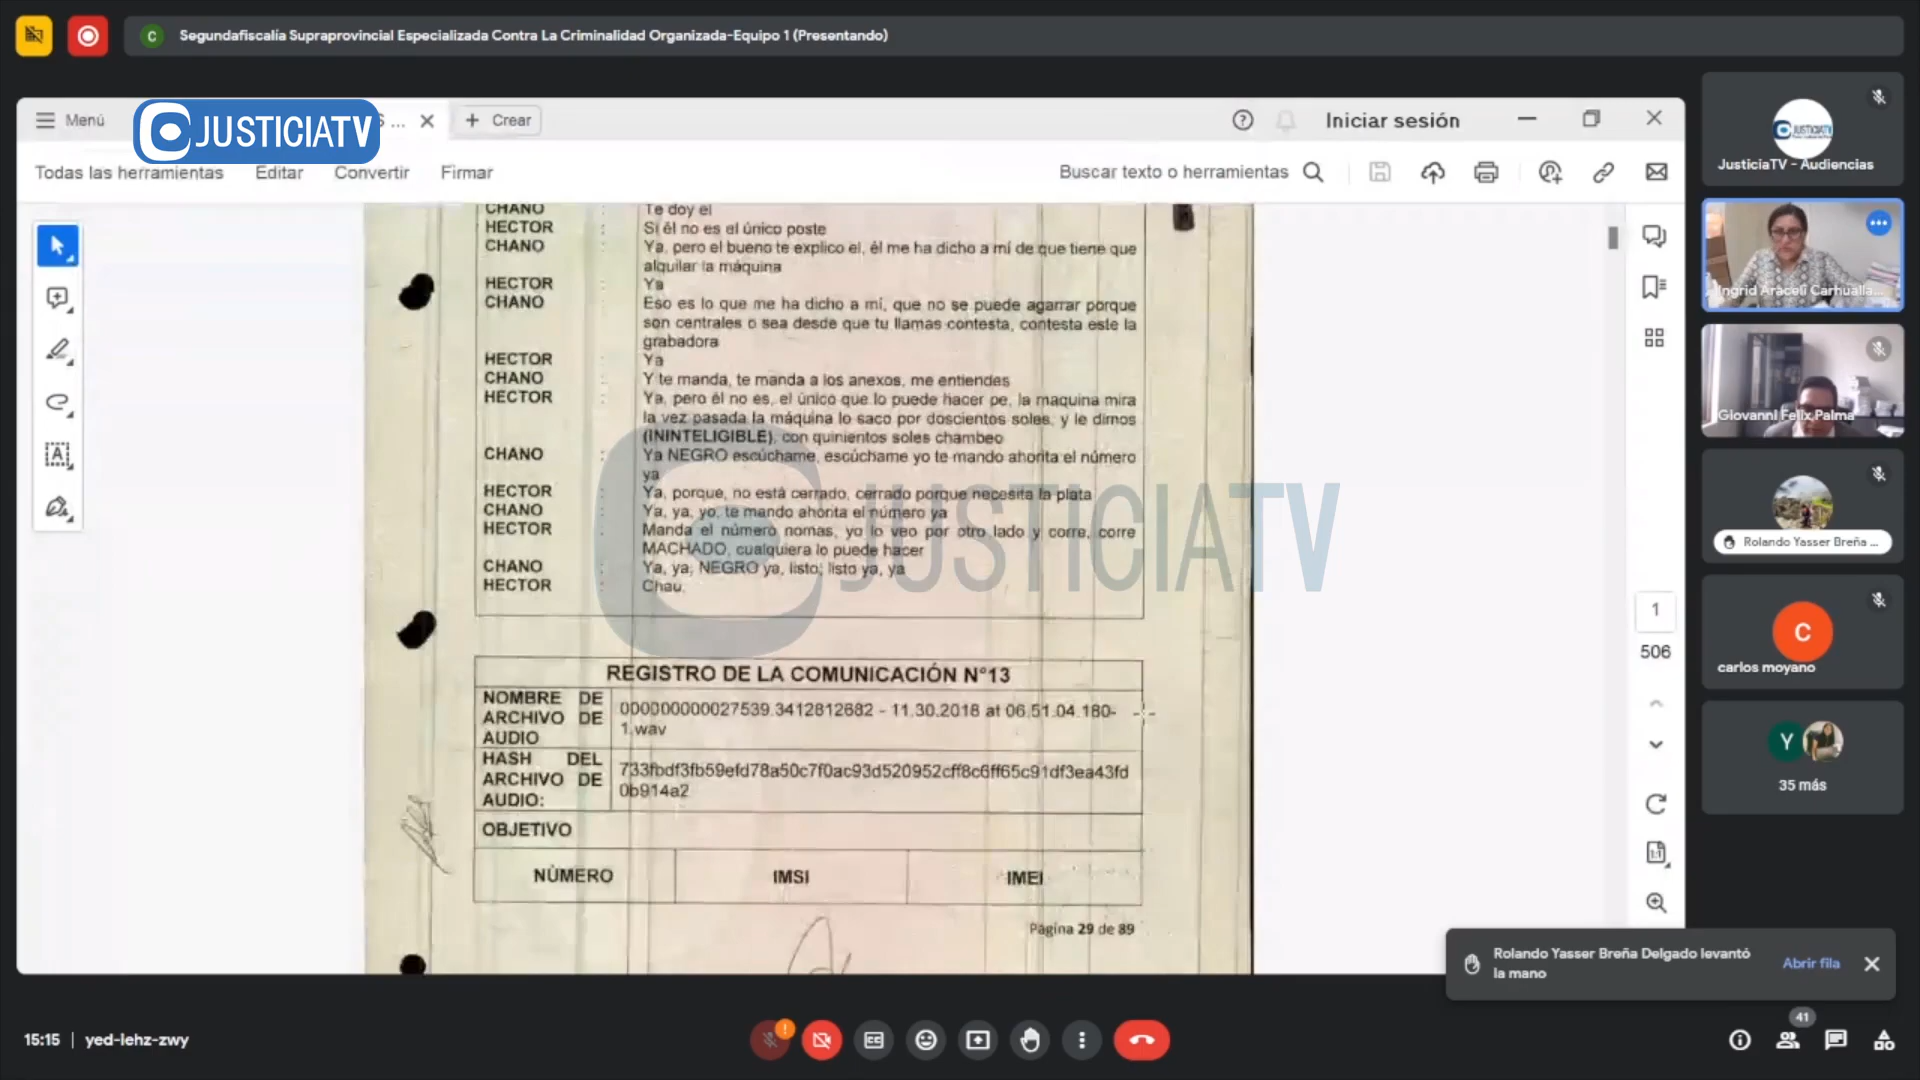 C Segundafiscalía Supraprovincial Especializada Contra La Criminalidad Organizada-Equipo 1 (Presentando)
Menú
JUSTICIATV
S ...
Crear
Iniciar sesión
Todas las herramientas
Editar
Convertir
Firmar
Buscar texto o herramientas
CHANO : Te doy el
HECTOR : Si él no es el único poste
CHANO : Ya, pero el bueno te explico el, él me ha dicho a mí de que tiene que
alquilar la máquina
HECTOR : Ya
CHANO : Eso es lo que me ha dicho a mí, que no se puede agarrar porque
son centrales o sea desde que tu llamas contesta, contesta este la
grabadora
HECTOR : Ya
CHANO : Y te manda, te manda a los anexos, me entiendes
HECTOR : Ya, pero él no es, el único que lo puede hacer pe, la maquina mira
la vez pasada la máquina lo saco por doscientos soles, y le dimos
(ININTELIGIBLE), con quinientos soles chambeo
CHANO : Ya NEGRO escúchame, escúchame yo te mando ahorita el número
ya
HECTOR : Ya, porque, no está cerrado, cerrado porque necesita la plata
CHANO : Ya, ya, yo, te mando ahorita el número ya
HECTOR : Manda el número nomas, yo lo veo por otro lado y corre, corre
MACHADO, cualquiera lo puede hacer
CHANO : Ya, ya, NEGRO ya, listo, listo ya, ya
HECTOR : Chau.
JUSTICIATV
REGISTRO DE LA COMUNICACIÓN N°13
NOMBRE DE ARCHIVO DE AUDIO
000000000027539.3412812682 - 11.30.2018 at 06.51.04.180-
1.wav
HASH DEL ARCHIVO DE AUDIO:
733fbdf3fb59efd78a50c7f0ac93d520952cff8c6ff65c91df3ea43fd
0b914a2
OBJETIVO
NÚMERO
IMSI
IMEI
Página 29 de 89
1
506
JUSTICIATV
JusticiaTV - Audiencias
Ingrid Araceli Carhualla...
Giovanni Felix Palma
Rolando Yasser Breña ...
C
carlos moyano
Y
35 más
Rolando Yasser Breña Delgado levantó
la mano
Abrir fila
15:15 | yed-lehz-zwy
41